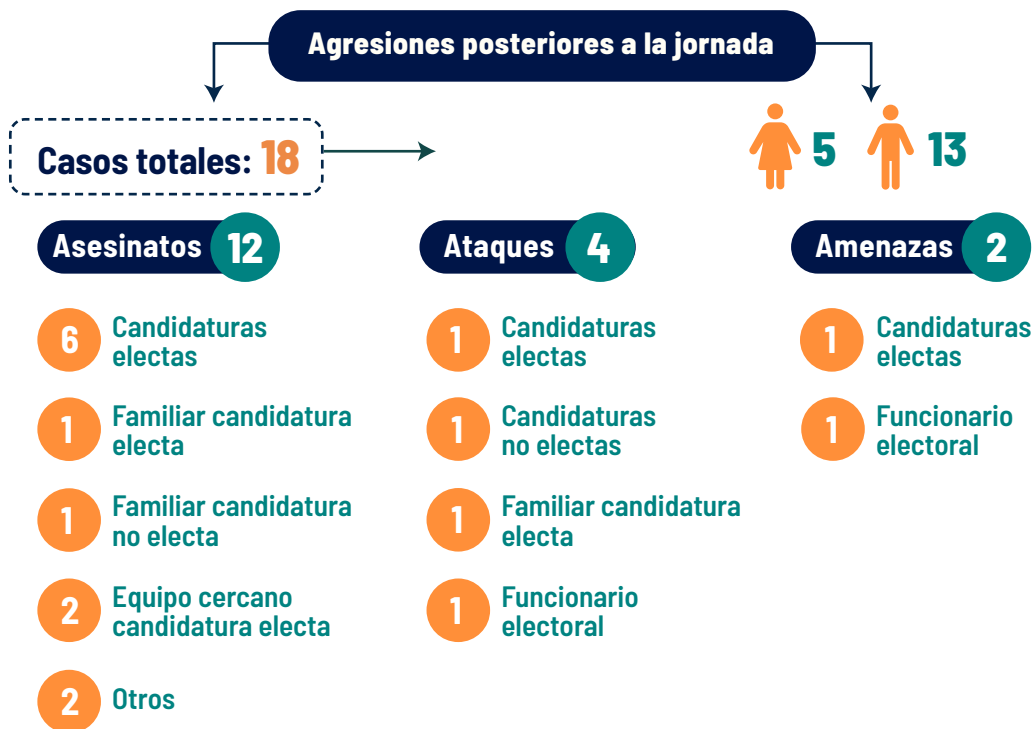 Agresiones posteriores a la jornada
Casos totales: 18
5
13
Asesinatos 12
6 Candidaturas
electas
1 Familiar candidatura
electa
1 Familiar candidatura
no electa
2 Equipo cercano
candidatura electa
2 Otros
Ataques 4
1 Candidaturas
electas
1 Candidaturas
no electas
1 Familiar candidatura
electa
1 Funcionario
electoral
Amenazas 2
1 Candidaturas
electas
1 Funcionario
electoral